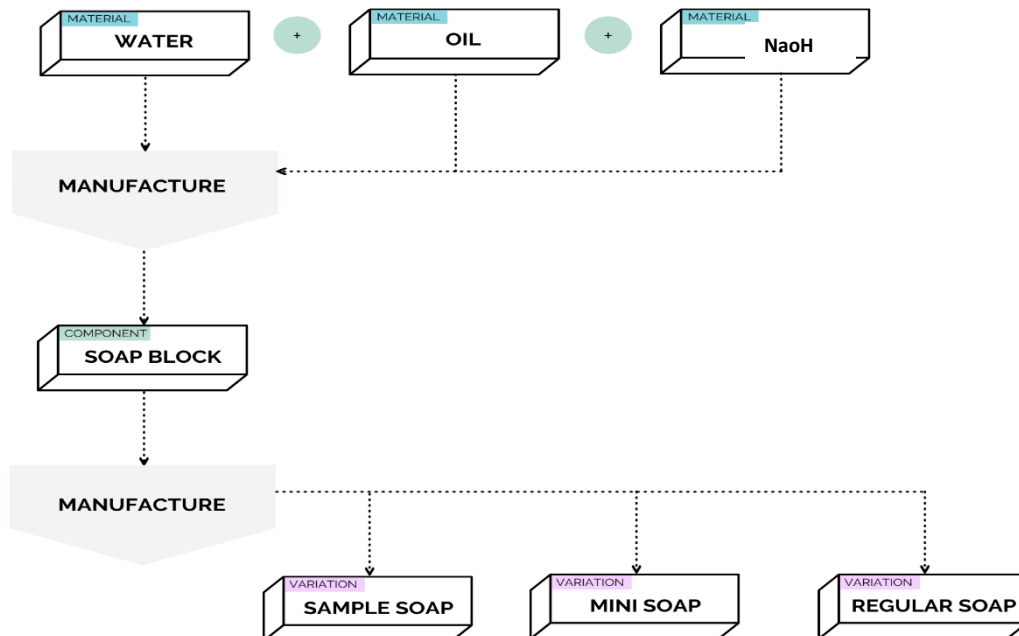 MATERIAL
WATER
+
MATERIAL
OIL
+
MATERIAL
NaoH
MANUFACTURE
COMPONENT
SOAP BLOCK
MANUFACTURE
VARIATION
SAMPLE SOAP
VARIATION
MINI SOAP
VARIATION
REGULAR SOAP